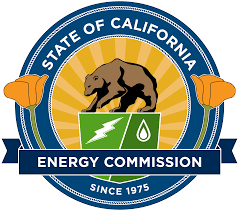 STATE OF CALIFORNIA
ENERGY COMMISSION
SINCE 1975